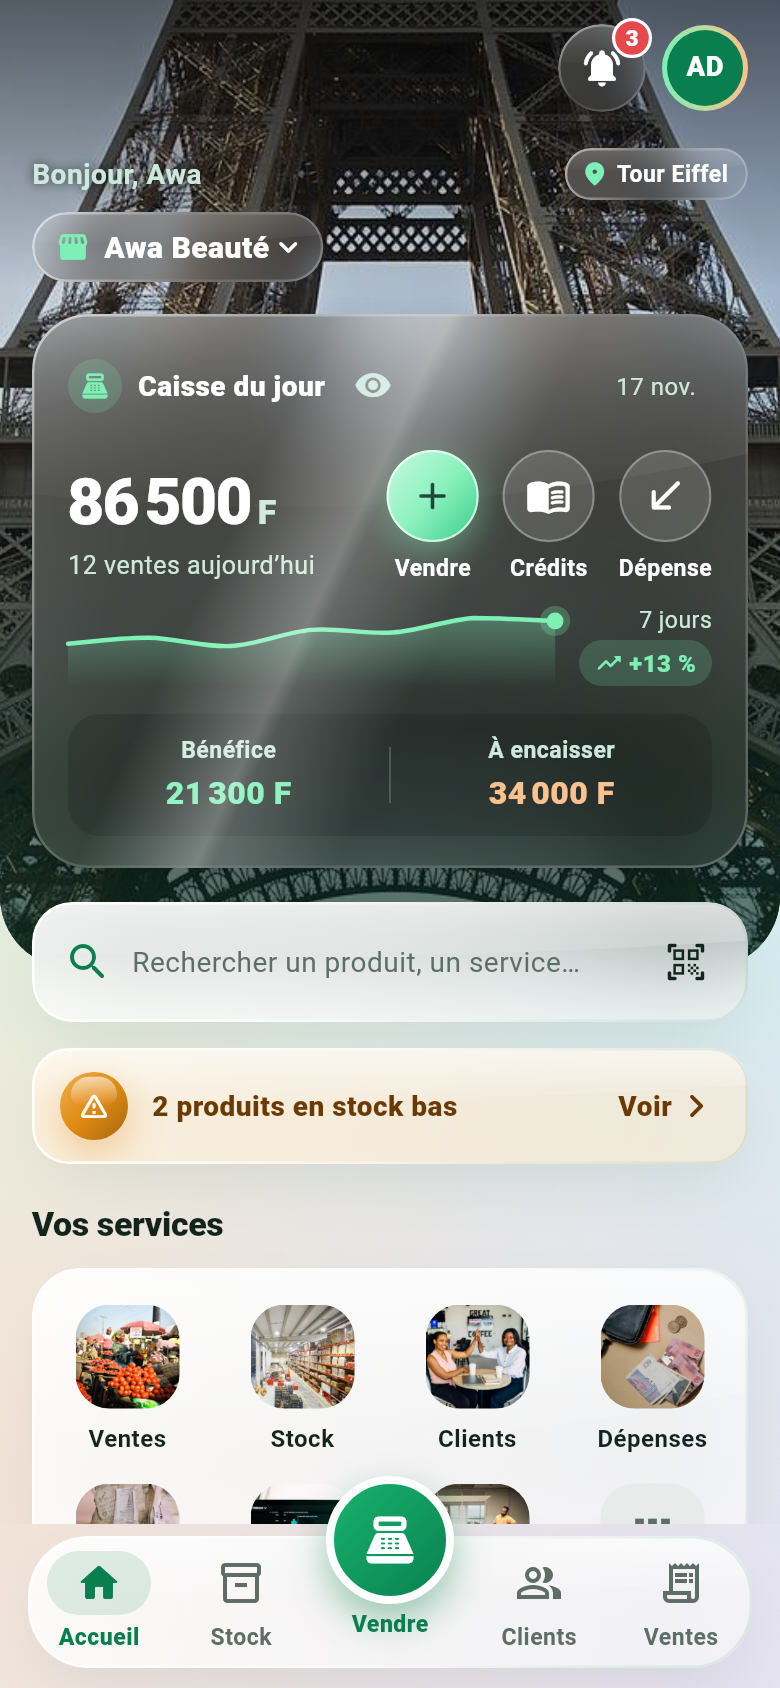 3
AD
Bonjour, Awa
Tour Eiffel
Awa Beauté
Caisse du jour
17 nov.
86 500 F
12 ventes aujourd’hui
Vendre
Crédits
Dépense
7 jours
+13 %
Bénéfice
À encaisser
21 300 F
34 000 F
Rechercher un produit, un service…
2 produits en stock bas
Voir
Vos services
GREAT
COFFEE
Ventes
Stock
Clients
Dépenses
Accueil
Stock
Vendre
Clients
Ventes